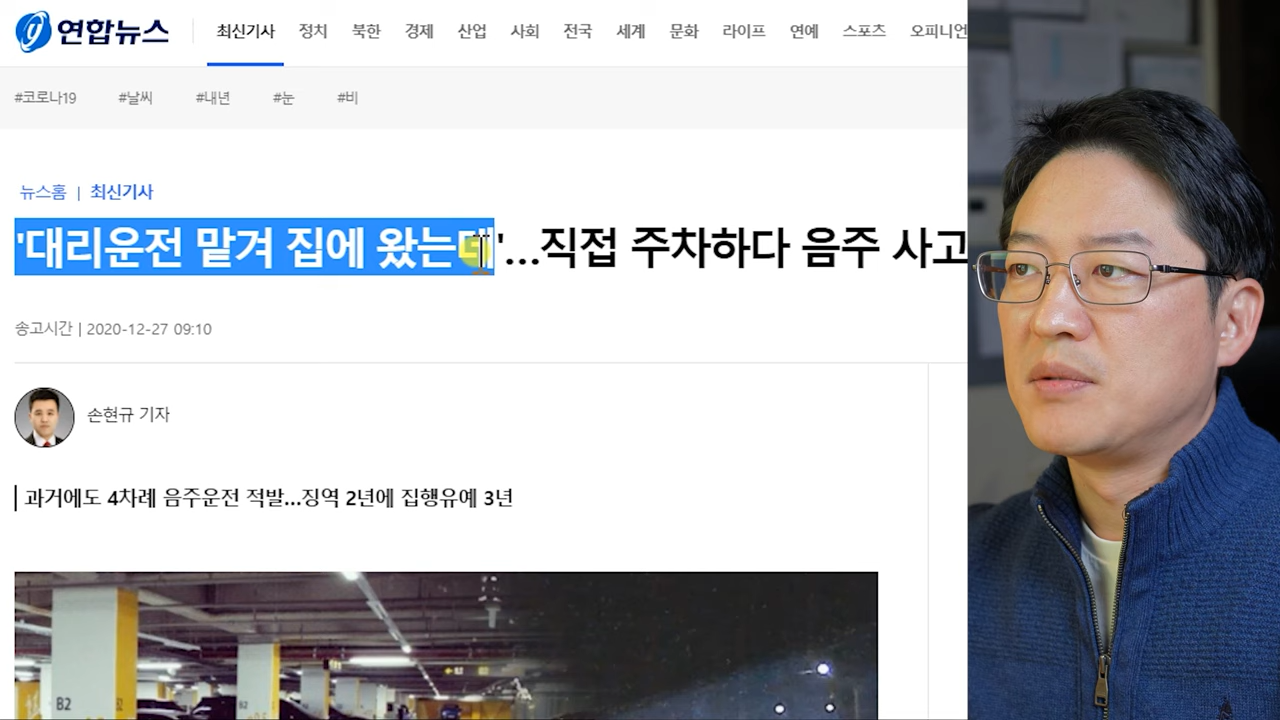 연합뉴스
최신기사 정치 북한 경제 산업 사회 전국 세계 문화 라이프 연예 스포츠 오피니언
#코로나19 #날씨 #내년 #눈 #비
뉴스홈 | 최신기사
'대리운전 맡겨 집에 왔는데'...직접 주차하다 음주 사고
송고시간 | 2020-12-27 09:10
손현규 기자
과거에도 4차례 음주운전 적발...징역 2년에 집행유예 3년
B2
B2